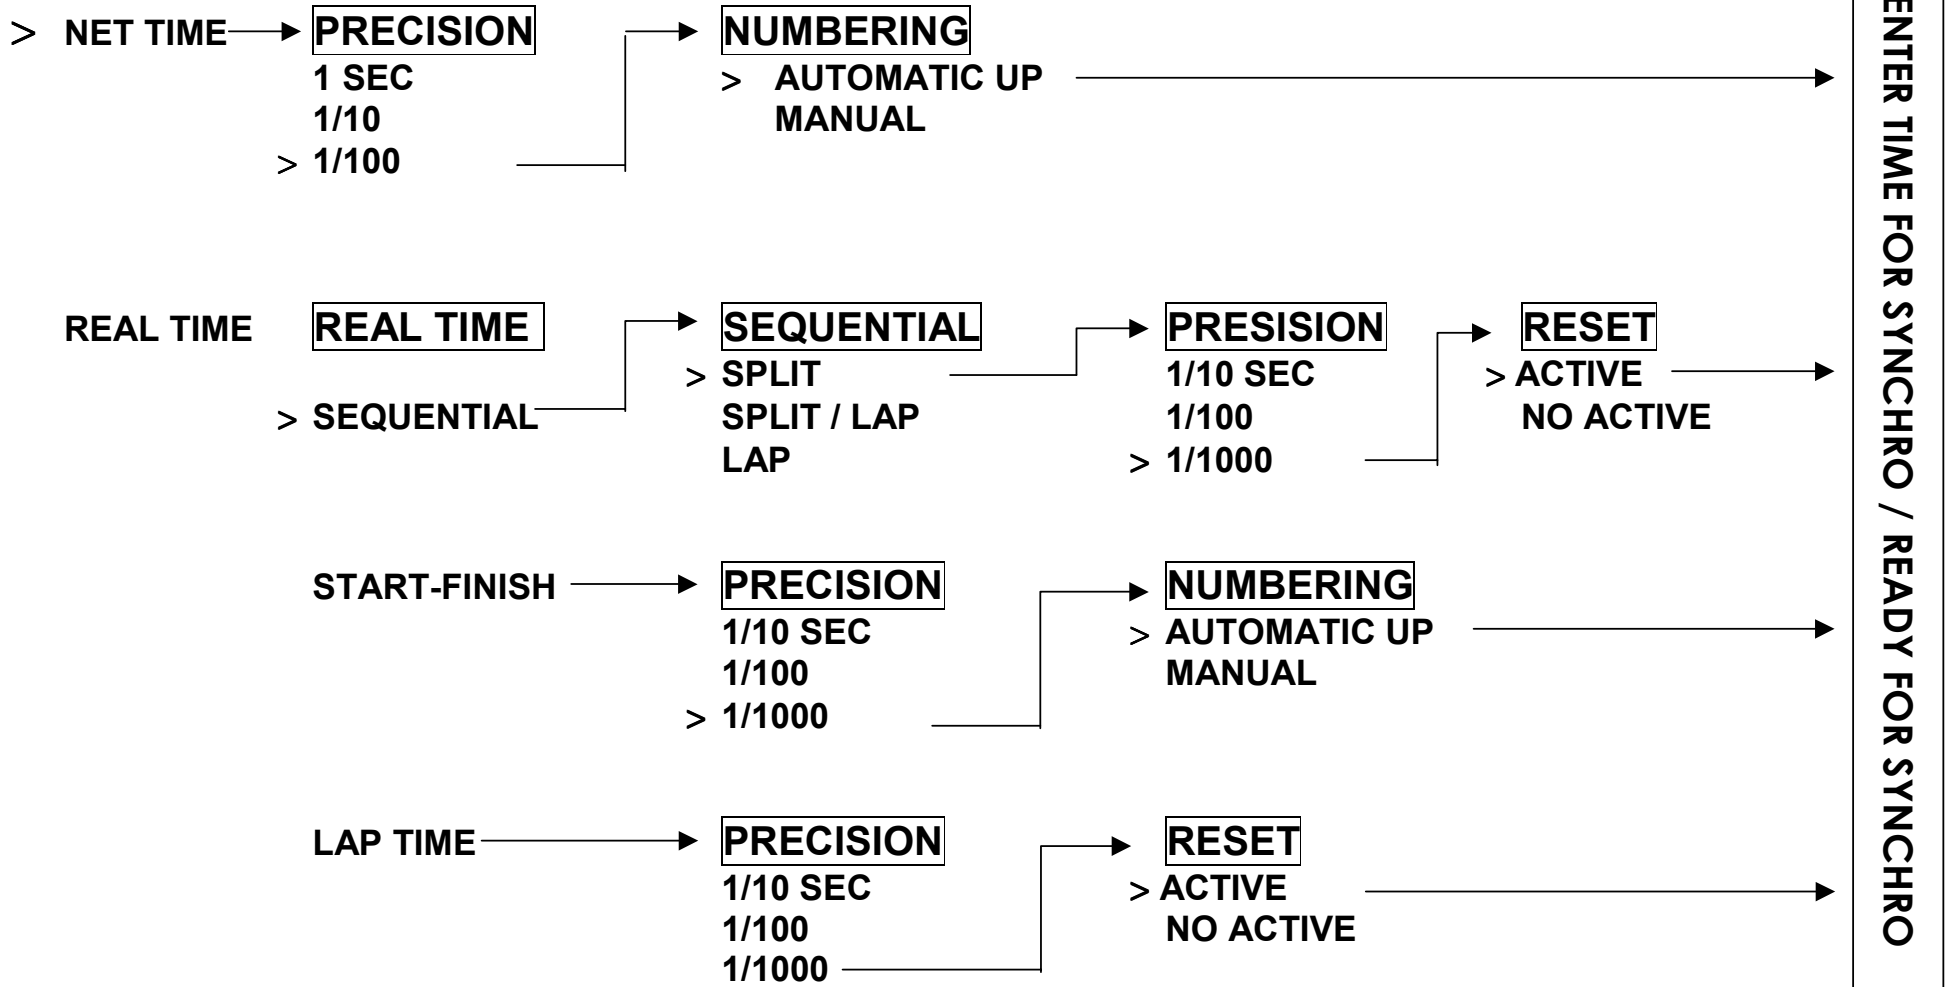 > NET TIME PRECISION NUMBERING
1 SEC > AUTOMATIC UP
1/10 MANUAL
> 1/100
REAL TIME REAL TIME SEQUENTIAL PRESISION RESET
> SPLIT 1/10 SEC > ACTIVE
> SEQUENTIAL SPLIT / LAP 1/100 NO ACTIVE
LAP > 1/1000
START-FINISH PRECISION NUMBERING
1/10 SEC > AUTOMATIC UP
1/100 MANUAL
> 1/1000
LAP TIME PRECISION RESET
1/10 SEC > ACTIVE
1/100 NO ACTIVE
1/1000
ENTER TIME FOR SYNCHRO / READY FOR SYNCHRO